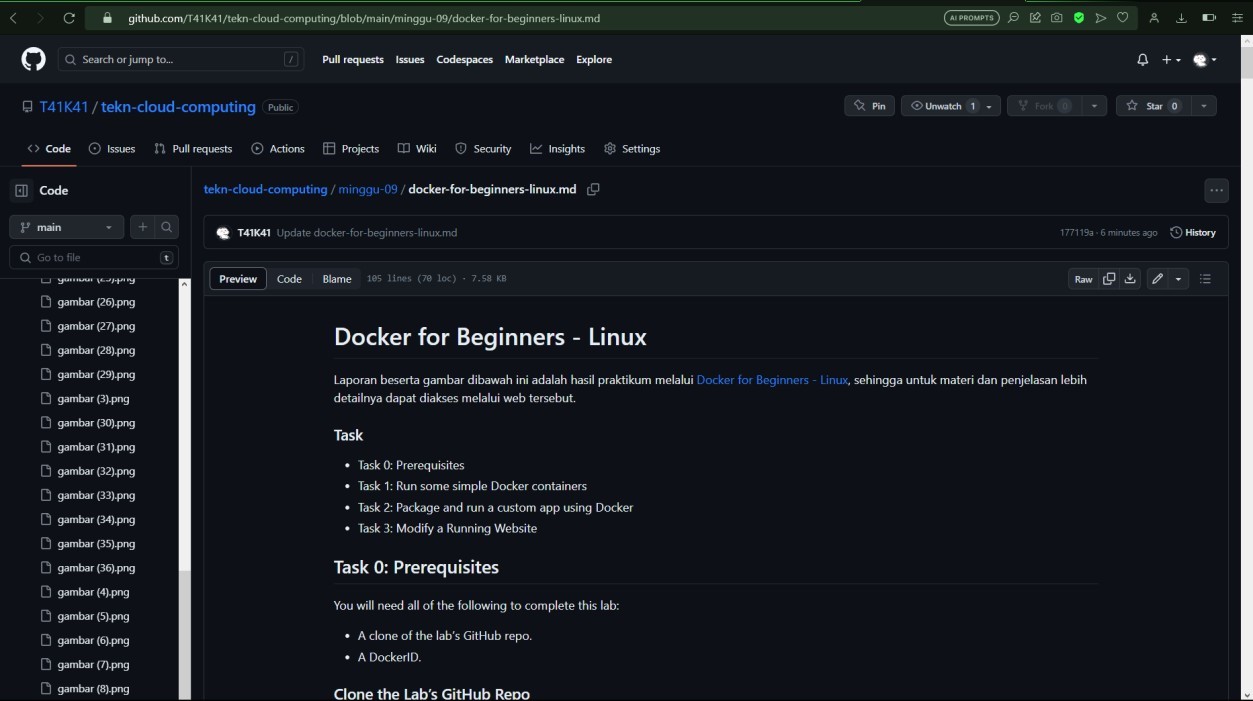 github.com/T41K41/tekn-cloud-computing/blob/main/minggu-09/docker-for-beginners-linux.md
AI PROMPTS
Search or jump to...
/
Pull requests Issues Codespaces Marketplace Explore
T41K41 / tekn-cloud-computing Public
Pin Unwatch 1 Fork 0 Star 0
Code Issues Pull requests Actions Projects Wiki Security Insights Settings
Code
main
Go to file t
gambar (25).png
gambar (26).png
gambar (27).png
gambar (28).png
gambar (29).png
gambar (3).png
gambar (30).png
gambar (31).png
gambar (32).png
gambar (33).png
gambar (34).png
gambar (35).png
gambar (36).png
gambar (4).png
gambar (5).png
gambar (6).png
gambar (7).png
gambar (8).png
tekn-cloud-computing / minggu-09 / docker-for-beginners-linux.md
T41K41 Update docker-for-beginners-linux.md 177119a · 6 minutes ago History
Preview Code Blame 105 lines (70 loc) · 7.58 KB Raw
Docker for Beginners - Linux
Laporan beserta gambar dibawah ini adalah hasil praktikum melalui Docker for Beginners - Linux, sehingga untuk materi dan penjelasan lebih
detailnya dapat diakses melalui web tersebut.
Task
• Task 0: Prerequisites
• Task 1: Run some simple Docker containers
• Task 2: Package and run a custom app using Docker
• Task 3: Modify a Running Website
Task 0: Prerequisites
You will need all of the following to complete this lab:
• A clone of the lab's GitHub repo.
• A DockerID.
Clone the Lab's GitHub Repo